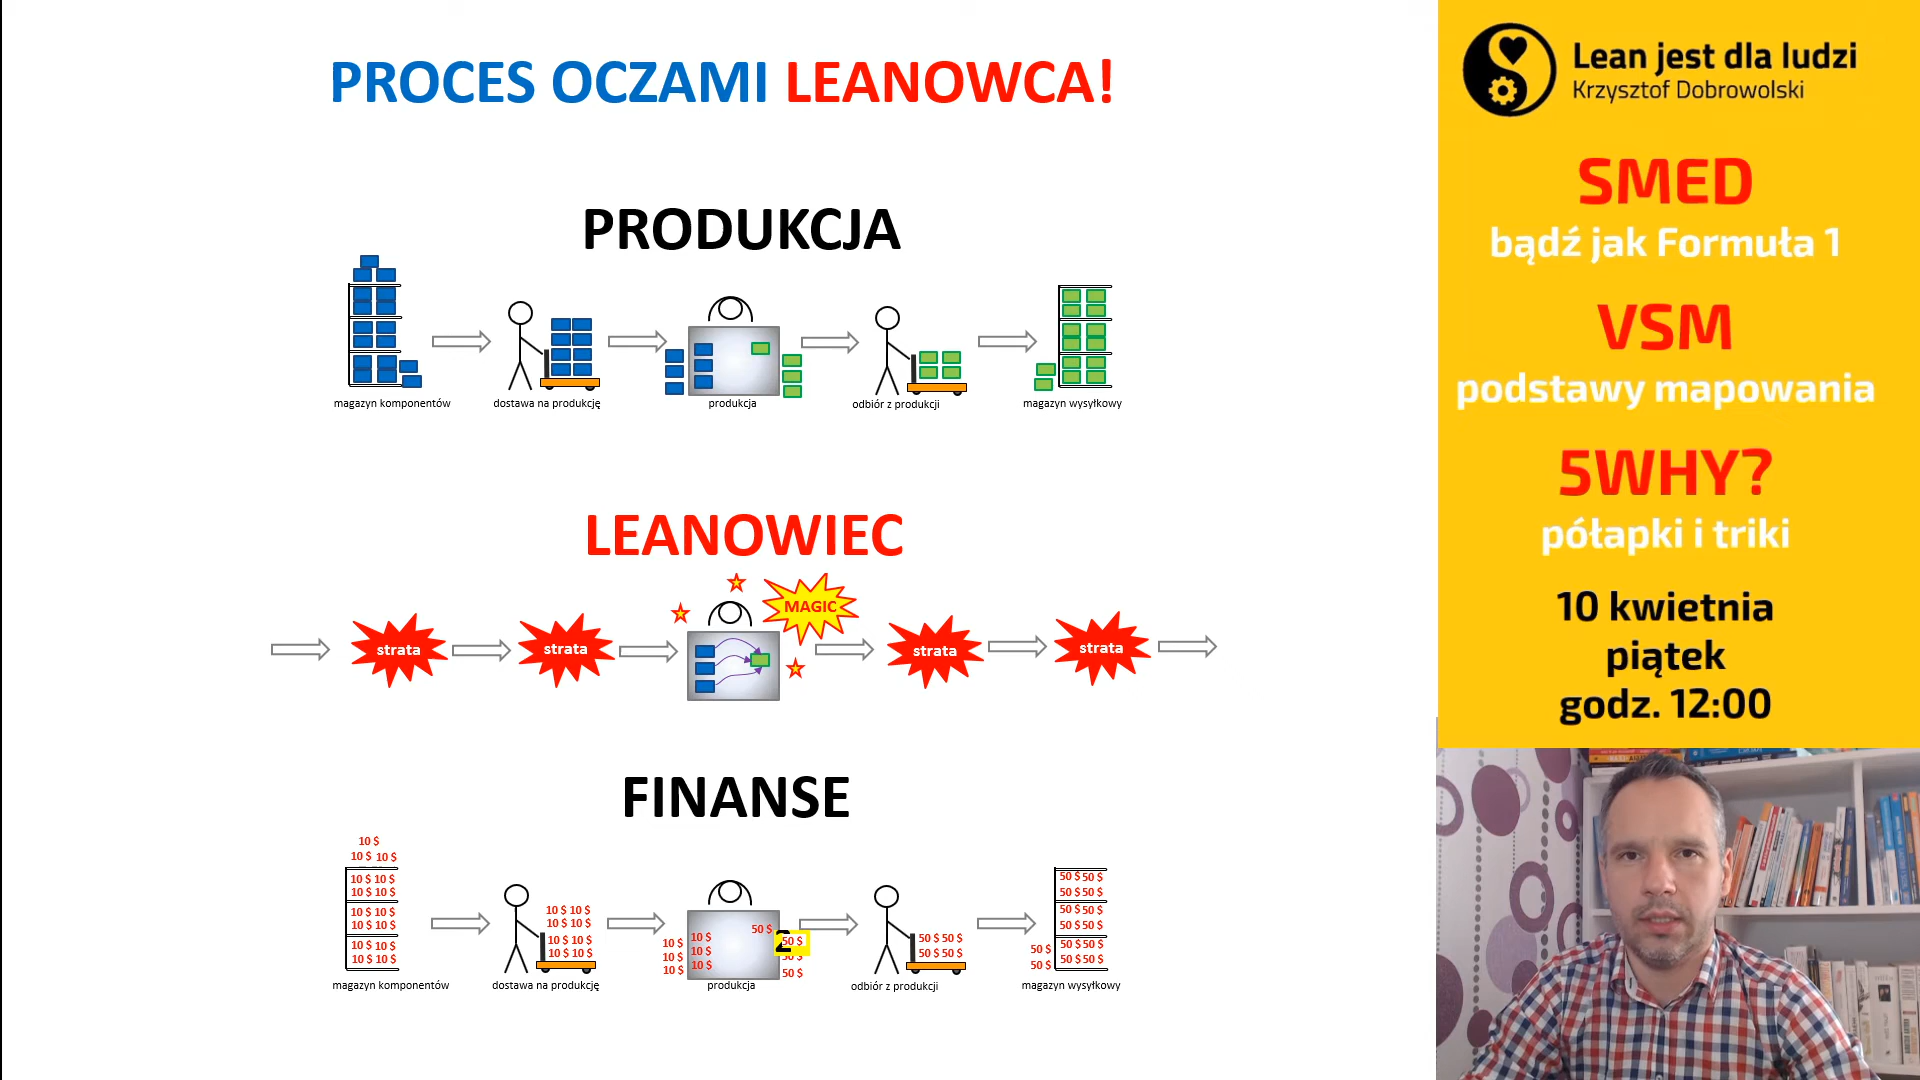 PROCES OCZAMI LEANOWCA!
PRODUKCJA
magazyn komponentów
dostawa na produkcję
produkcja
odbiór z produkcji
magazyn wysyłkowy
LEANOWIEC
strata
strata
MAGIC
strata
strata
FINANSE
10 $
10 $ 10 $
10 $ 10 $
10 $ 10 $
10 $ 10 $
10 $ 10 $
10 $ 10 $
10 $ 10 $
magazyn komponentów
10 $ 10 $
10 $ 10 $
10 $ 10 $
10 $ 10 $
dostawa na produkcję
10 $
10 $
10 $
10 $
10 $
10 $
50 $
2
50 $
50 $
50 $
produkcja
50 $ 50 $
50 $ 50 $
odbiór z produkcji
50 $
50 $
50 $ 50 $
50 $ 50 $
50 $ 50 $
50 $ 50 $
50 $ 50 $
50 $ 50 $
magazyn wysyłkowy
Lean jest dla ludzi
Krzysztof Dobrowolski
SMED
bądź jak Formuła 1
VSM
podstawy mapowania
5WHY?
półapki i triki
10 kwietnia
piątek
godz. 12:00